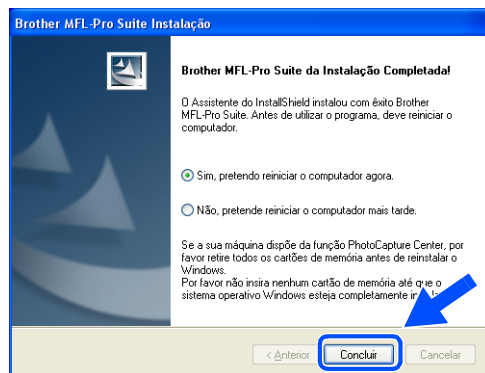 Brother MFL-Pro Suite Instalação
Brother MFL-Pro Suite da Instalação Completada!
O Assistente do InstallShield instalou com êxito Brother
MFL-Pro Suite. Antes de utilizar o programa, deve reiniciar o
computador.
Sim, pretendo reiniciar o computador agora.
Não, pretende reiniciar o computador mais tarde.
Se a sua máquina dispõe da função PhotoCapture Center, por
favor retire todos os cartões de memória antes de reinstalar o
Windows.
Por favor não insira nenhum cartão de memória até que o
sistema operativo Windows esteja completamente
< Anterior
Concluir
Cancelar